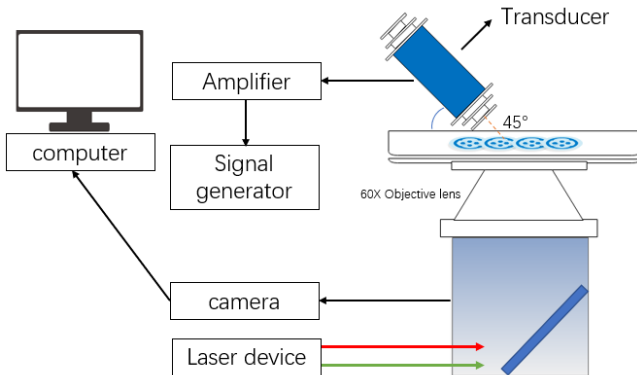 Transducer
Amplifier
45°
computer
Signal
generator
60X Objective lens
camera
Laser device